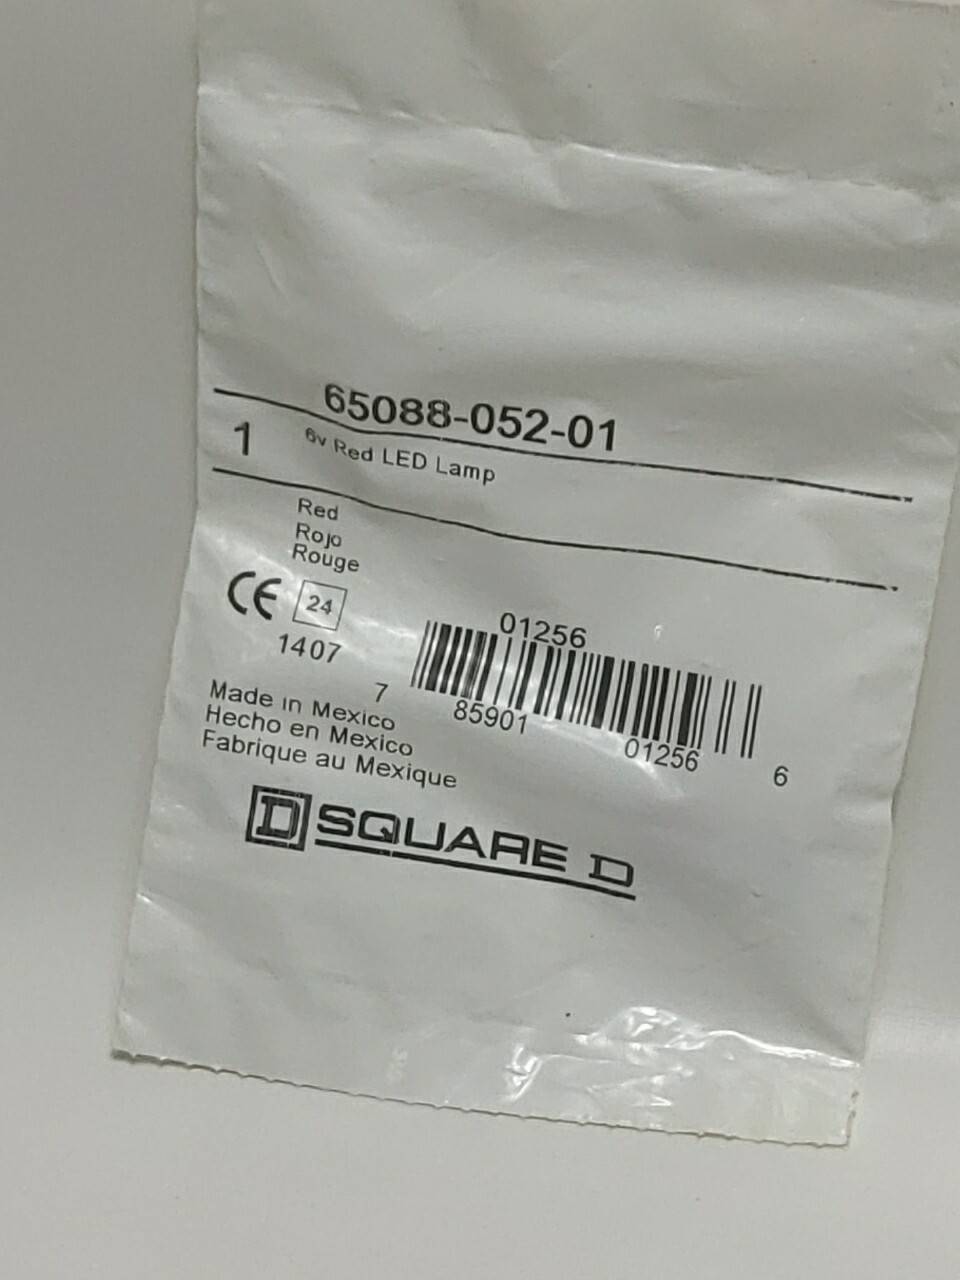 65088-052-01
1 6v Red LED Lamp
Red
Rojo
Rouge
CE 24
1407
01256
7 85901 01256 6
Made in Mexico
Hecho en Mexico
Fabrique au Mexique
D SQUARE D